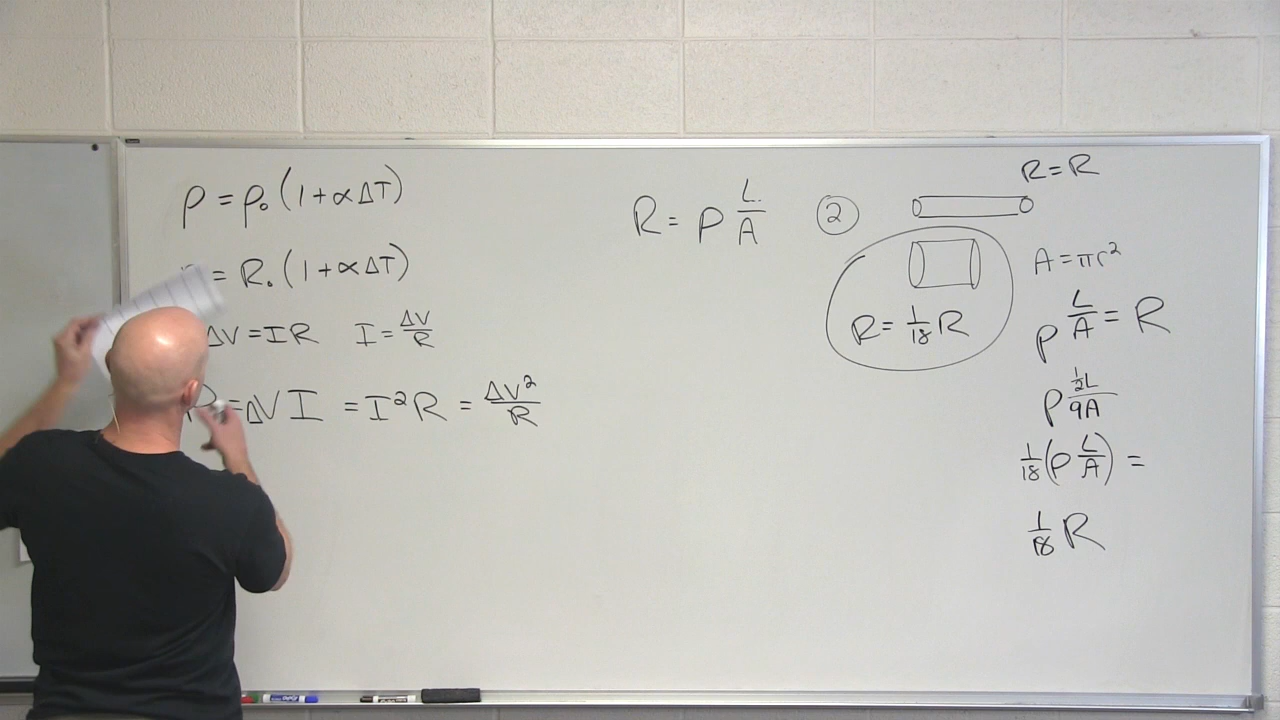 ρ = ρ₀ (1 + α ΔT)
= R₀ (1 + α ΔT)
ΔV = IR   I = ΔV/R
P = ΔV I = I²R = ΔV²/R
R = ρ L/A
②
R = R
R = 1/18 R
A = πr²
ρ L/A = R
ρ ½L/9A
1/18 (ρ L/A) =
1/18 R